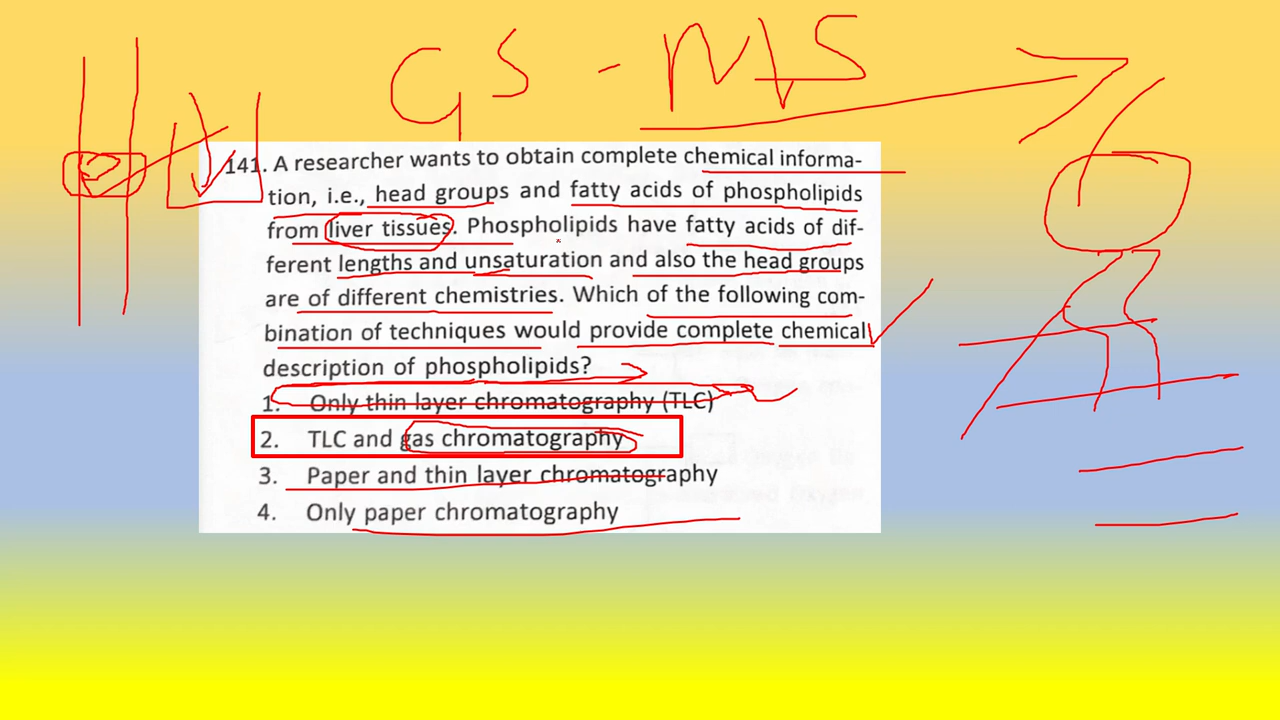 GS - MS
141. A researcher wants to obtain complete chemical informa-
tion, i.e., head groups and fatty acids of phospholipids
from liver tissues. Phospholipids have fatty acids of dif-
ferent lengths and unsaturation and also the head groups
are of different chemistries. Which of the following com-
bination of techniques would provide complete chemical
description of phospholipids?
1. Only thin layer chromatography (TLC)
2. TLC and gas chromatography
3. Paper and thin layer chromatography
4. Only paper chromatography